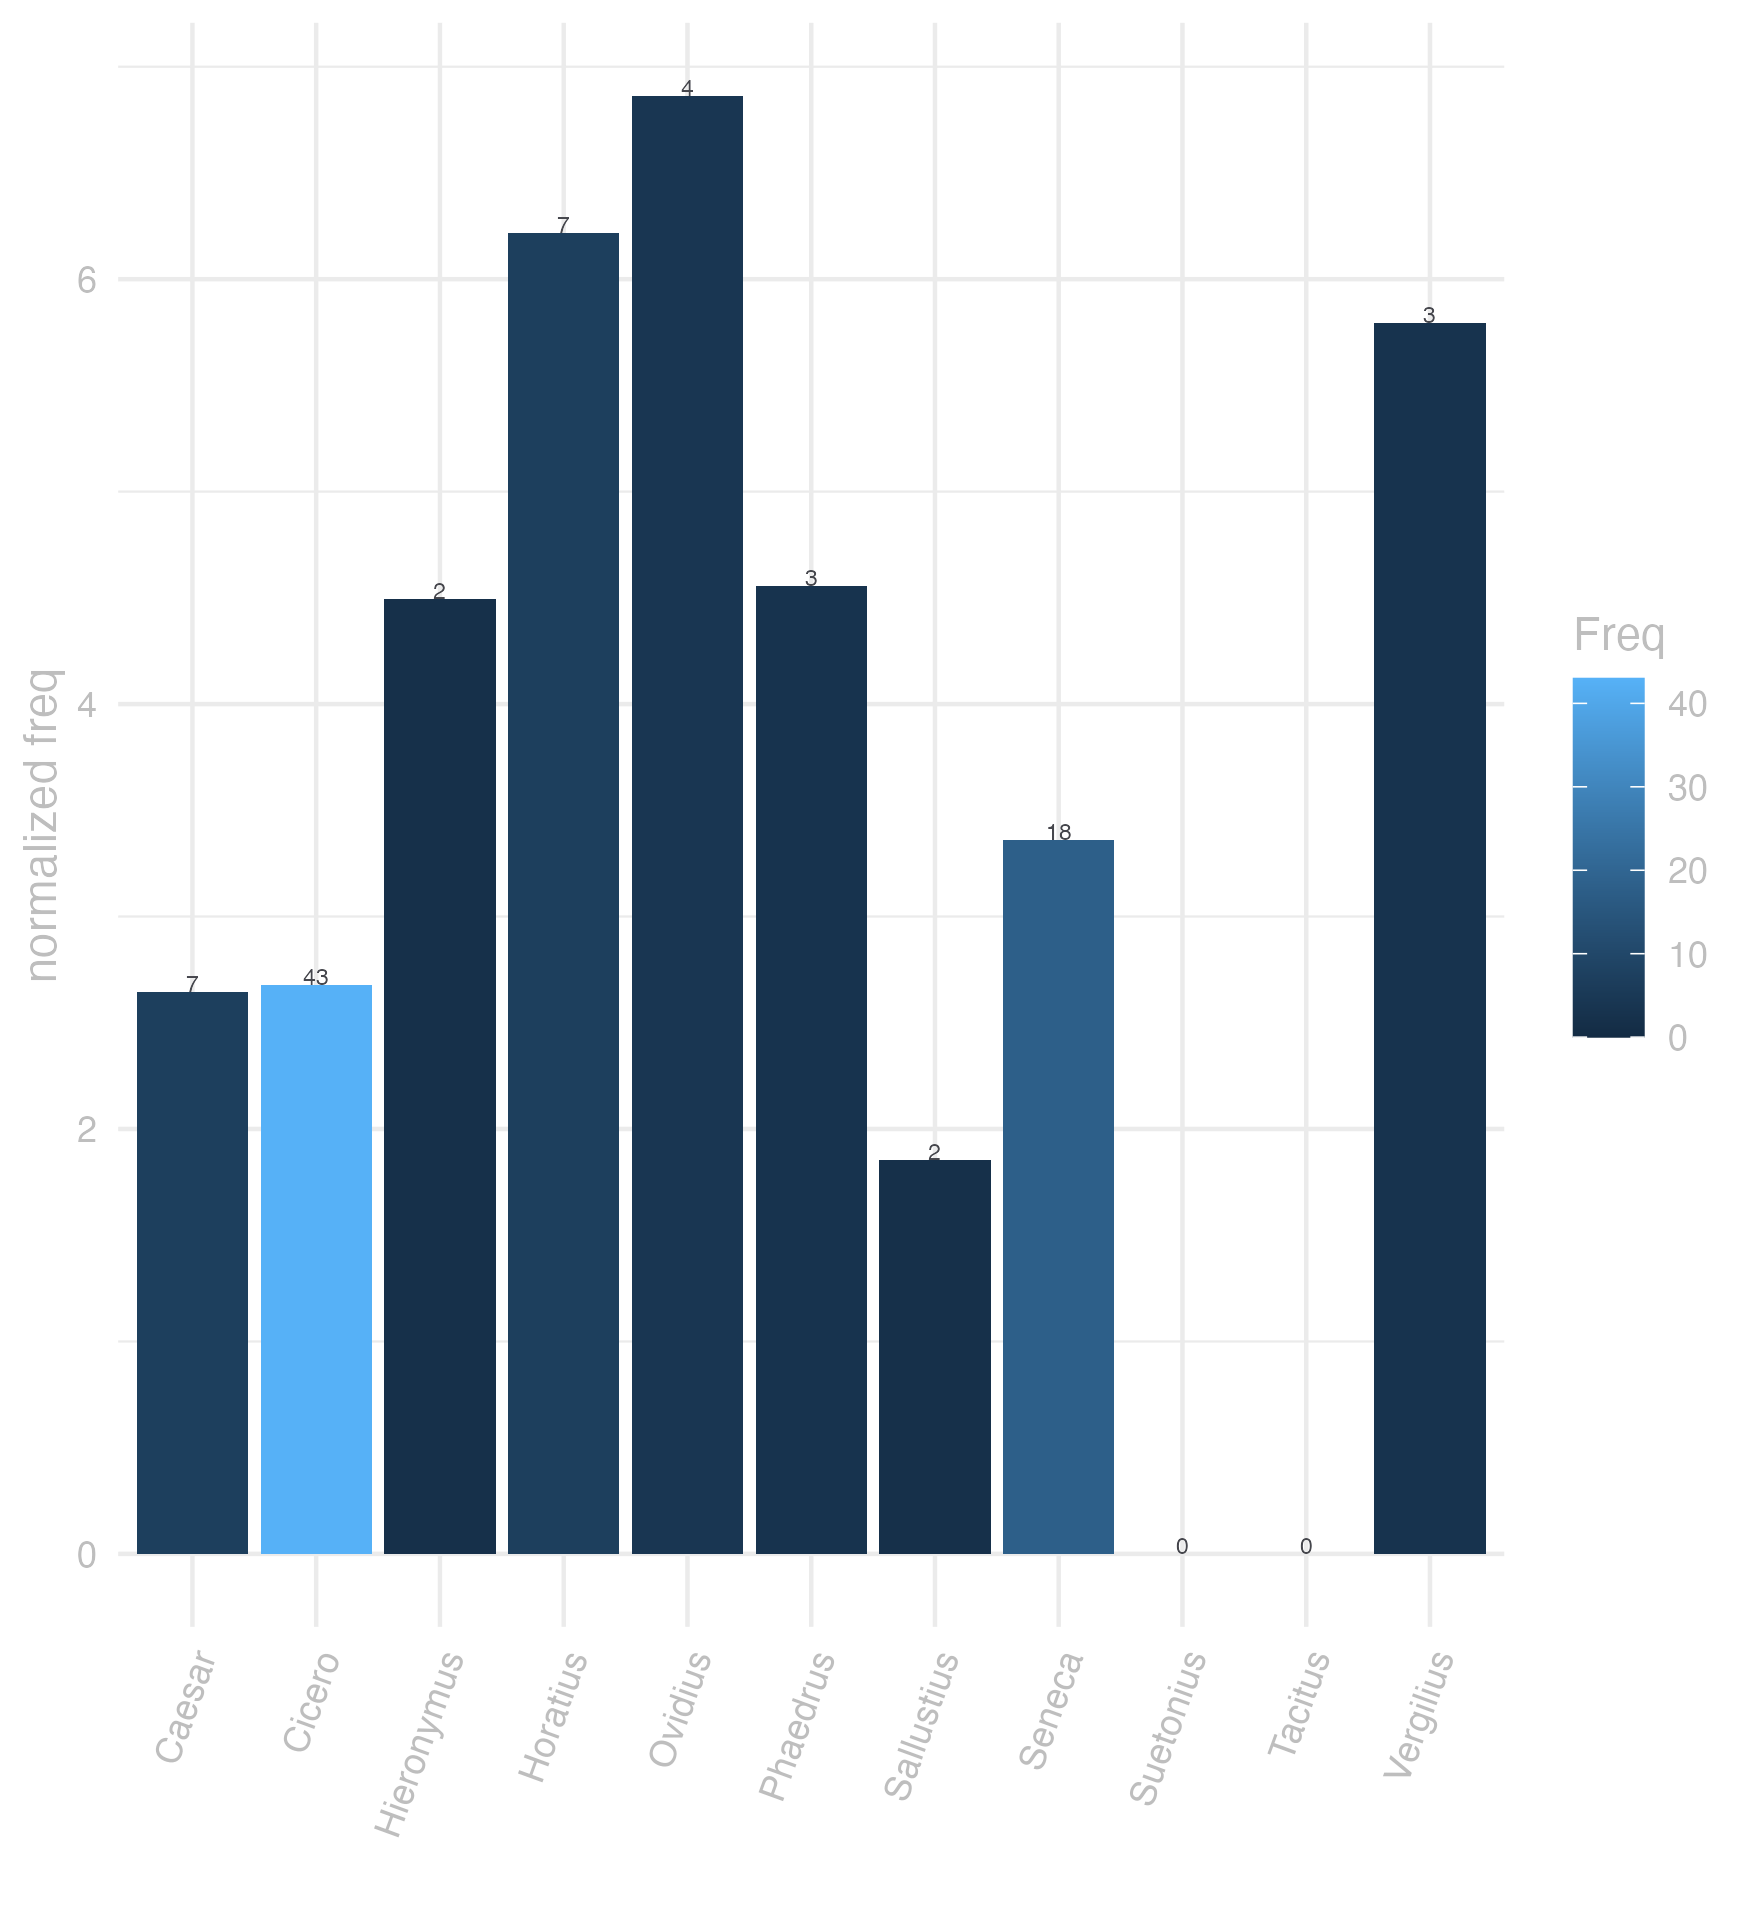 normalized freq
6
4
2
0
7
43
2
7
4
3
2
18
0
0
3
Caesar
Cicero
Hieronymus
Horatius
Ovidius
Phaedrus
Sallustius
Seneca
Suetonius
Tacitus
Vergilius
Freq
40
30
20
10
0